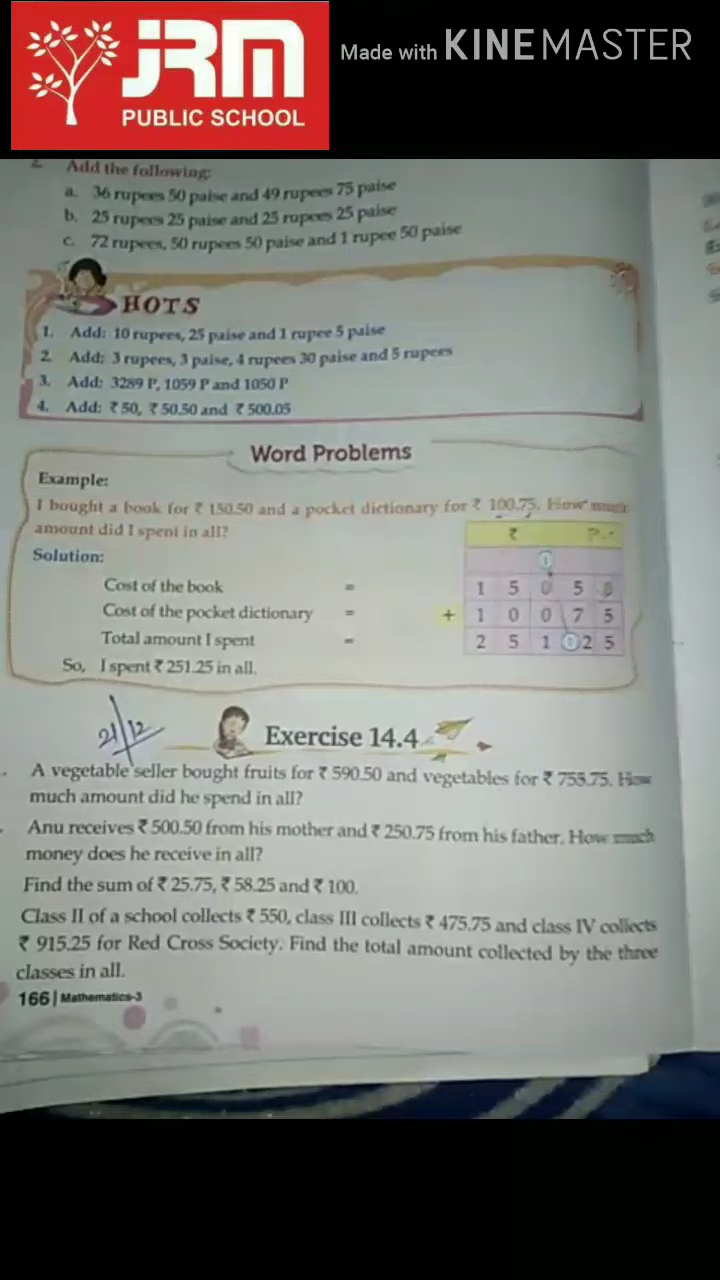 JRM
PUBLIC SCHOOL
Made with KINEMASTER
2. Add the following:
a. 36 rupees 50 paise and 49 rupees 75 paise
b. 25 rupees 25 paise and 25 rupees 25 paise
c. 72 rupees, 50 rupees 50 paise and 1 rupee 50 paise
HOTS
1. Add: 10 rupees, 25 paise and 1 rupee 5 paise
2. Add: 3 rupees, 3 paise, 4 rupees 30 paise and 5 rupees
3. Add: 3289 P, 1059 P and 1050 P
4. Add: ₹ 50, ₹ 50.50 and ₹ 500.05
Word Problems
Example:
I bought a book for ₹ 150.50 and a pocket dictionary for ₹ 100.75. How much
amount did I spent in all?
₹ P.
Solution:
1
Cost of the book = 1 5 0 5 0
Cost of the pocket dictionary = + 1 0 0 7 5
Total amount I spent = 2 5 1 1 2 5
So, I spent ₹ 251.25 in all.
21/12
Exercise 14.4
A vegetable seller bought fruits for ₹ 590.50 and vegetables for ₹ 755.75. How
much amount did he spend in all?
Anu receives ₹ 500.50 from his mother and ₹ 250.75 from his father. How much
money does he receive in all?
Find the sum of ₹ 25.75, ₹ 58.25 and ₹ 100.
Class II of a school collects ₹ 550, class III collects ₹ 475.75 and class IV collects
₹ 915.25 for Red Cross Society. Find the total amount collected by the three
classes in all.
166 | Mathematics-3